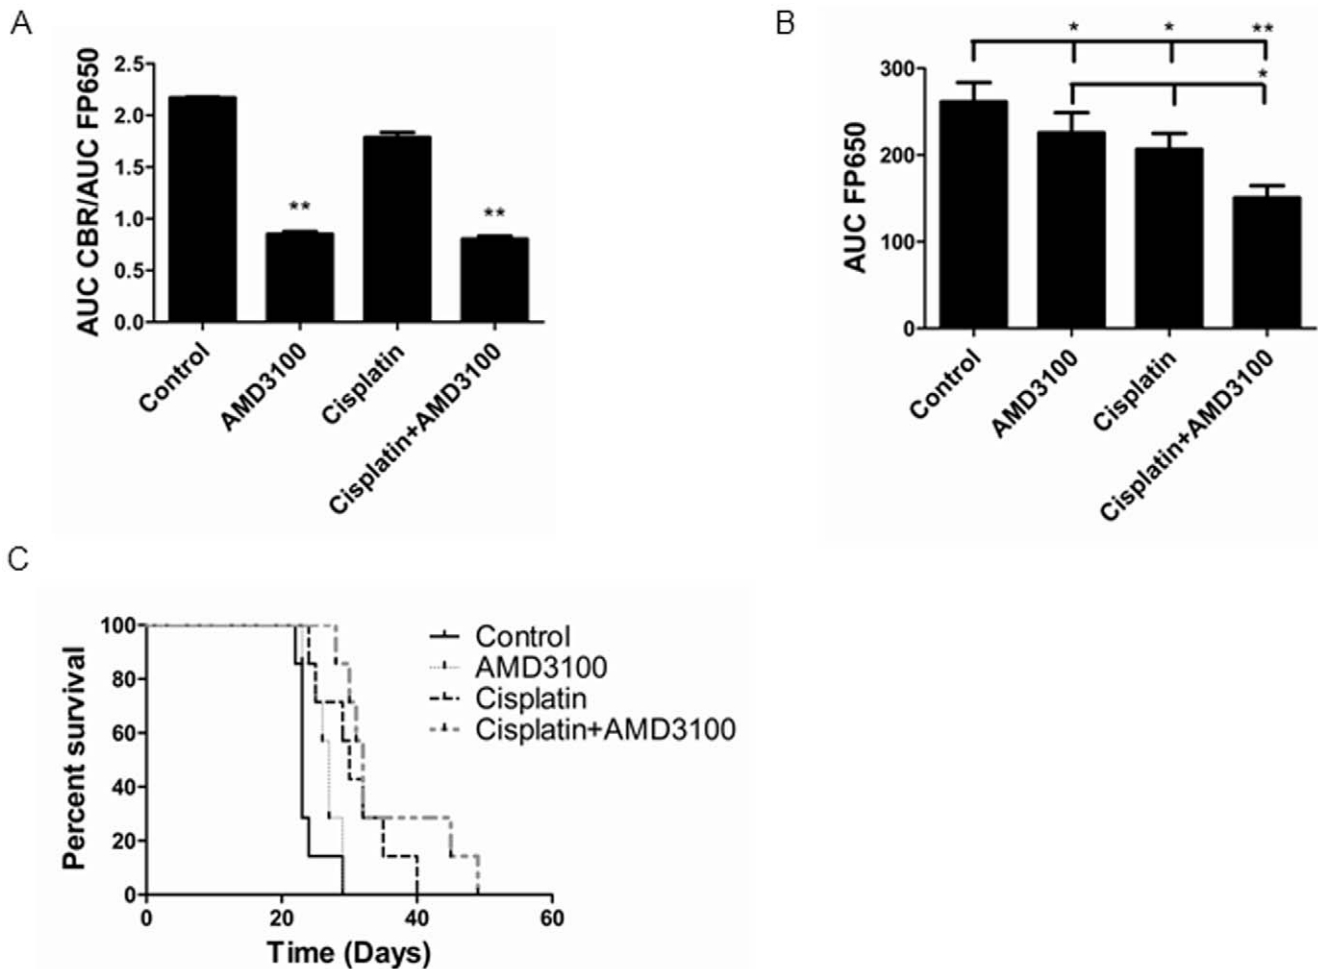 A
AUC CBR/AUC FP650
2.5
2.0
1.5
1.0
0.5
0.0
**
**
Control
AMD3100
Cisplatin
Cisplatin+AMD3100
B
AUC FP650
300
200
100
0
*
*
**
*
Control
AMD3100
Cisplatin
Cisplatin+AMD3100
C
Percent survival
100
80
60
40
20
0
0
20
40
60
Time (Days)
Control
AMD3100
Cisplatin
Cisplatin+AMD3100